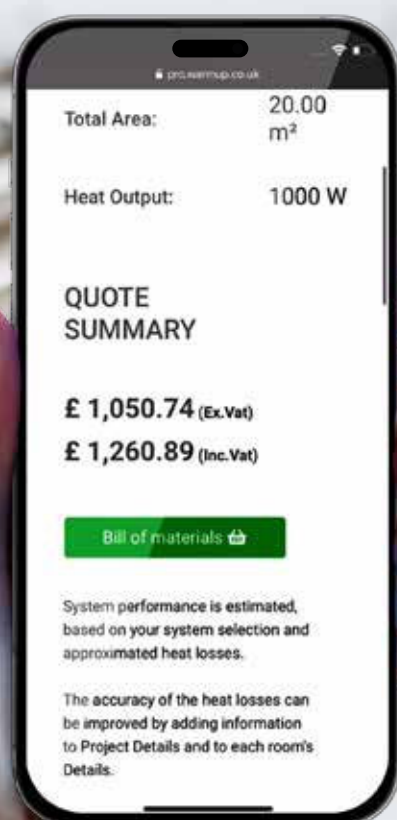 pro.warmup.co.uk
Total Area:
20.00
m²
Heat Output:
1000 W
QUOTE
SUMMARY
£ 1,050.74 (Ex.Vat)
£ 1,260.89 (Inc.Vat)
Bill of materials
System performance is estimated,
based on your system selection and
approximated heat losses.
The accuracy of the heat losses can
be improved by adding information
to Project Details and to each room's
Details.